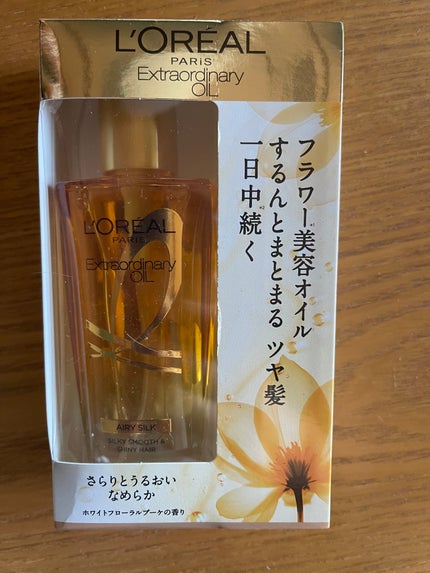 L'ORÉAL
PARIS
Extraordinary
OIL
フラワー美容オイル*1
するんとまとまる ツヤ髪
一日中続く*2
L'ORÉAL
PARIS
Extraordinary
OIL
AIRY SILK
SILKY SMOOTH &
SHINY HAIR
さらりとうるおい
なめらか
ホワイトフローラルブーケの香り